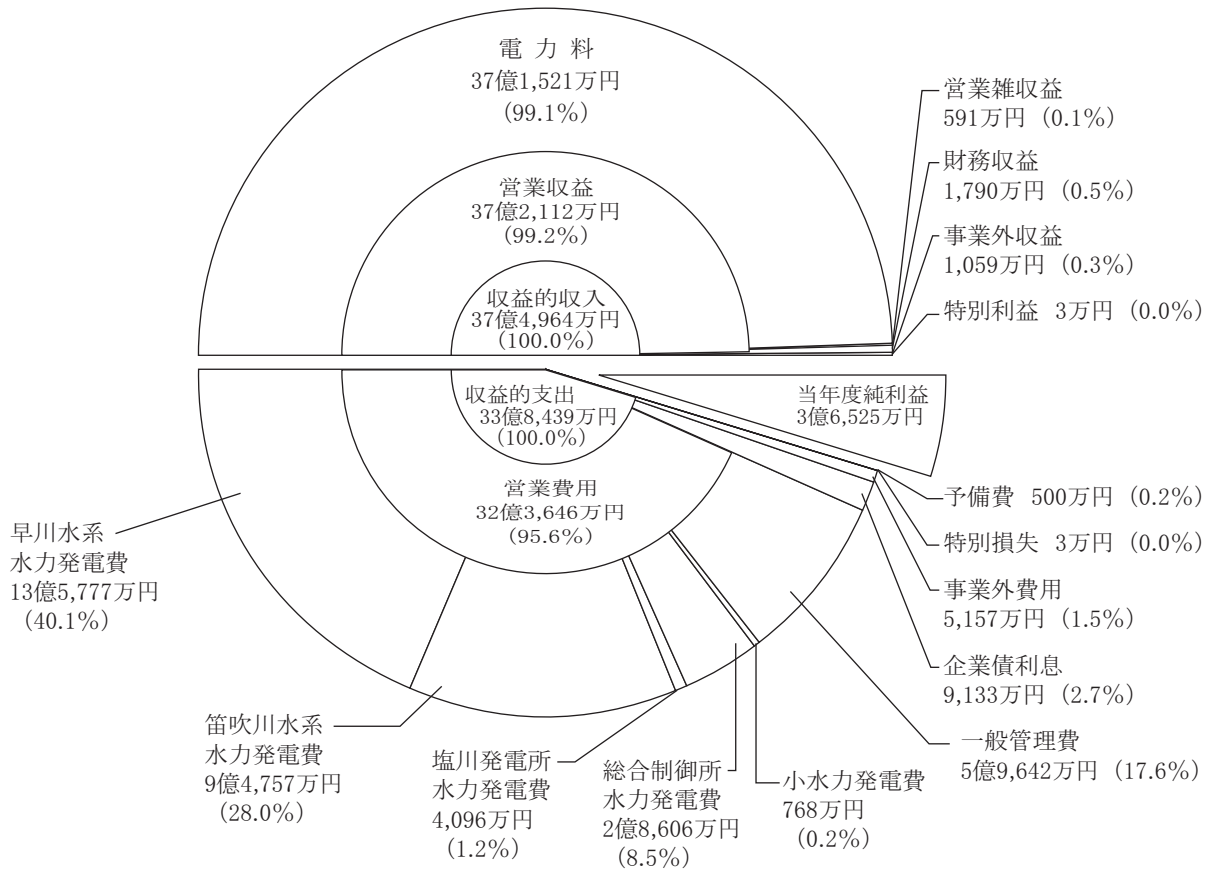 電力料
37億1,521万円
(99.1%)
営業収益
37億2,112万円
(99.2%)
収益的収入
37億4,964万円
(100.0%)
営業雑収益
591万円 (0.1%)
財務収益
1,790万円 (0.5%)
事業外収益
1,059万円 (0.3%)
特別利益 3万円 (0.0%)
収益的支出
33億8,439万円
(100.0%)
当年度純利益
3億6,525万円
営業費用
32億3,646万円
(95.6%)
予備費 500万円 (0.2%)
特別損失 3万円 (0.0%)
事業外費用
5,157万円 (1.5%)
企業債利息
9,133万円 (2.7%)
一般管理費
5億9,642万円 (17.6%)
早川水系
水力発電費
13億5,777万円
(40.1%)
笛吹川水系
水力発電費
9億4,757万円
(28.0%)
塩川発電所
水力発電費
4,096万円
(1.2%)
総合制御所
水力発電費
2億8,606万円
(8.5%)
小水力発電費
768万円
(0.2%)